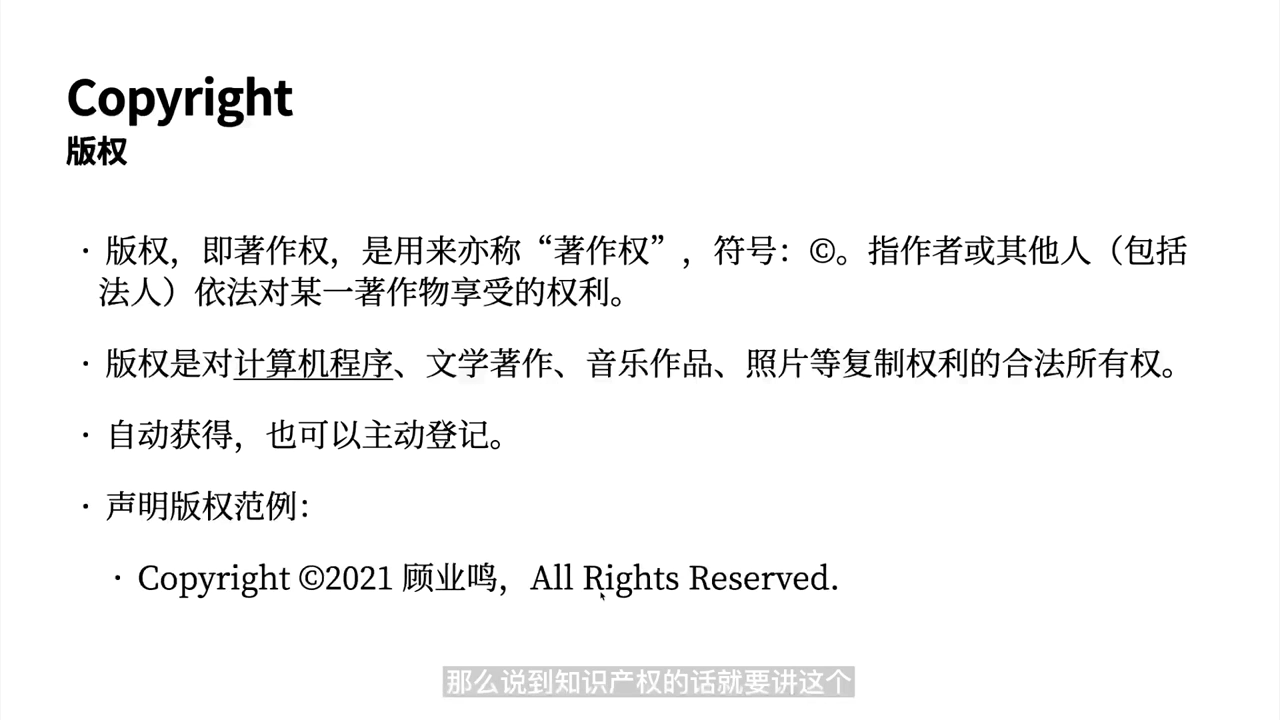 Copyright
版权
· 版权，即著作权，是用来亦称“著作权”，符号：©。指作者或其他人（包括
法人）依法对某一著作物享受的权利。
· 版权是对计算机程序、文学著作、音乐作品、照片等复制权利的合法所有权。
· 自动获得，也可以主动登记。
· 声明版权范例：
· Copyright ©2021 顾业鸣，All Rights Reserved.
那么说到知识产权的话就要讲这个